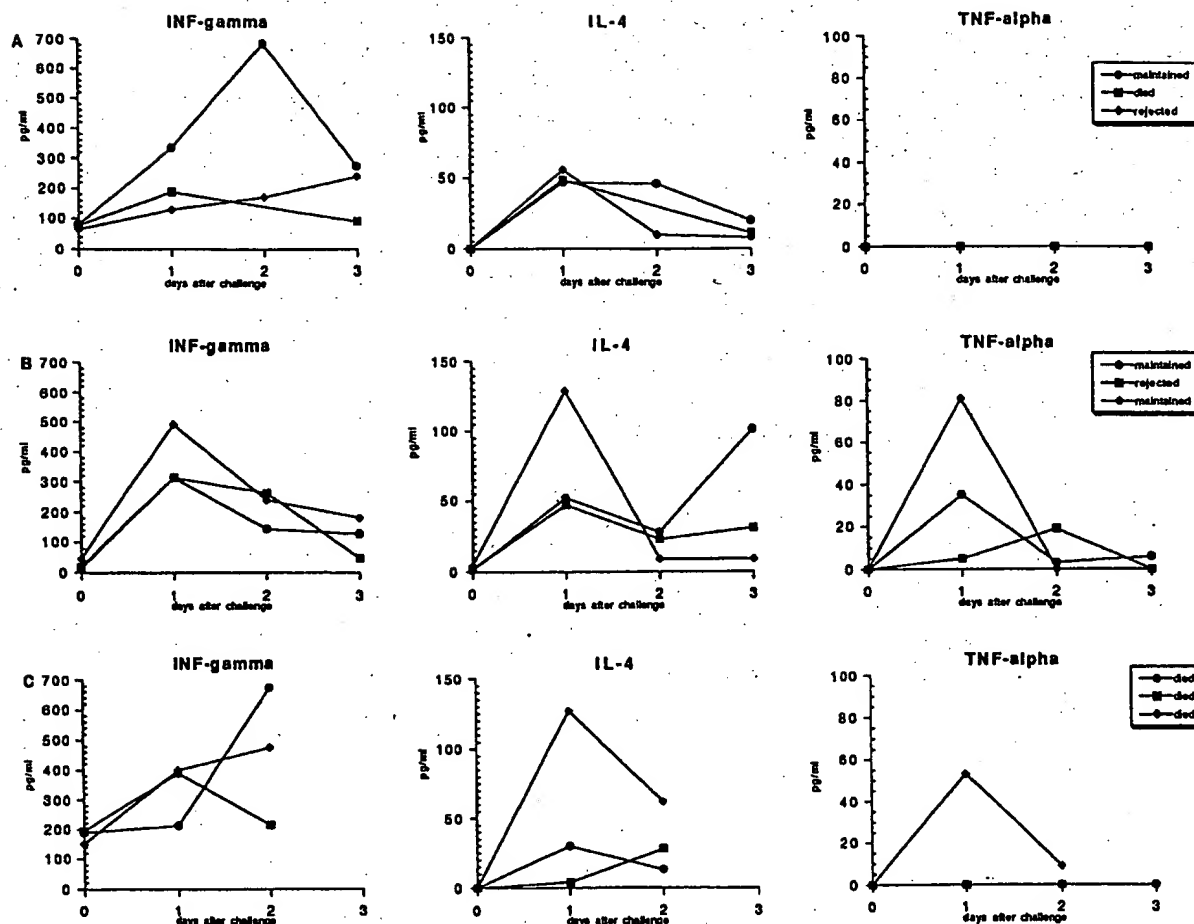 INF-gamma
A
700
600
500
400
300
200
100
0
pg/ml
0 1 2 3
days after challenge
IL-4
150
100
50
0
pg/ml
0 1 2 3
days after challenge
TNF-alpha
100
80
60
40
20
0
pg/ml
0 1 2 3
days after challenge
maintained
died
rejected
INF-gamma
B
700
600
500
400
300
200
100
0
pg/ml
0 1 2 3
days after challenge
IL-4
150
100
50
0
pg/ml
0 1 2 3
days after challenge
TNF-alpha
100
80
60
40
20
0
pg/ml
0 1 2 3
days after challenge
maintained
rejected
maintained
INF-gamma
C
700
600
500
400
300
200
100
0
pg/ml
0 1 2 3
days after challenge
IL-4
150
100
50
0
pg/ml
0 1 2 3
days after challenge
TNF-alpha
100
80
60
40
20
0
pg/ml
0 1 2 3
days after challenge
died
died
died